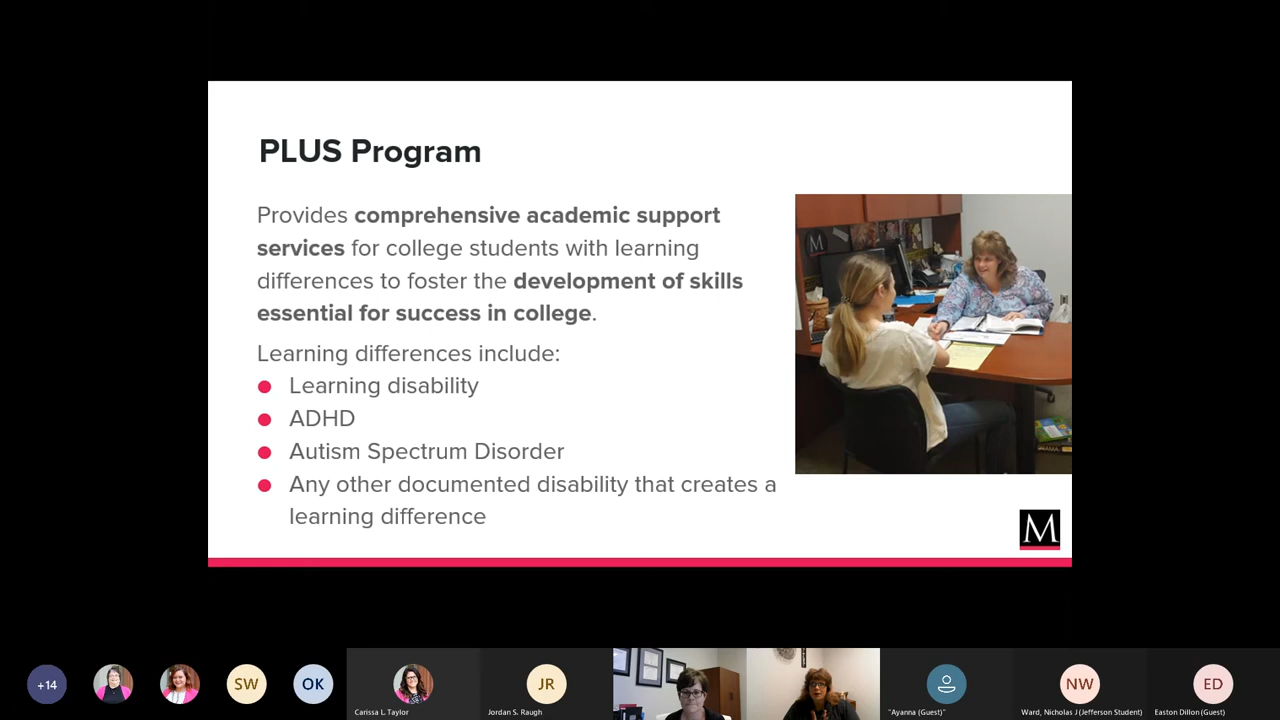 PLUS Program
Provides comprehensive academic support
services for college students with learning
differences to foster the development of skills
essential for success in college.
Learning differences include:
Learning disability
ADHD
Autism Spectrum Disorder
Any other documented disability that creates a
learning difference
M
M
+14
SW
OK
Carissa L. Taylor
JR
Jordan S. Raugh
"Ayanna (Guest)"
NW
Ward, Nicholas J (Jefferson Student)
ED
Easton Dillon (Guest)